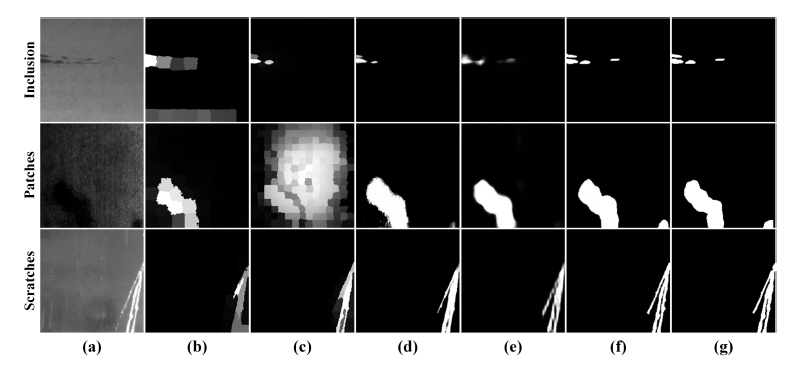 Inclusion
Patches
Scratches
(a) (b) (c) (d) (e) (f) (g)